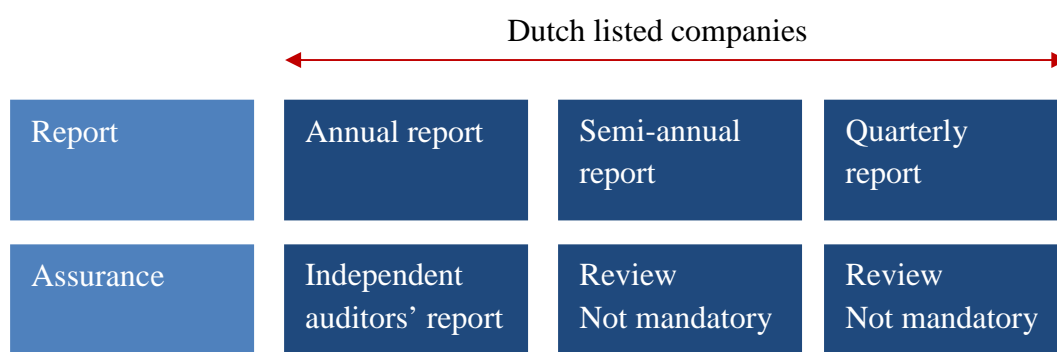 Dutch listed companies
Report
Annual report
Semi-annual
report
Quarterly
report
Assurance
Independent
auditors’ report
Review
Not mandatory
Review
Not mandatory